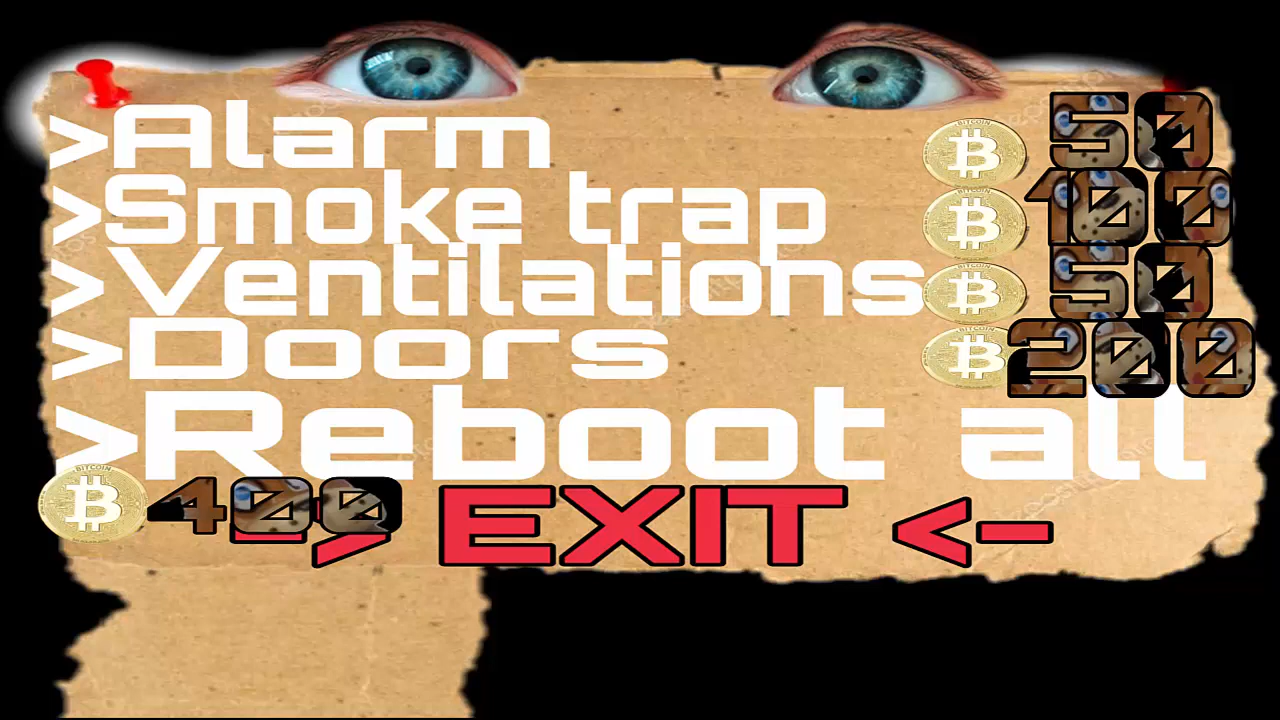 >Alarm 50
>Smoke trap 100
>Ventilations 50
>Doors 200
>Reboot all
400 -> EXIT <-